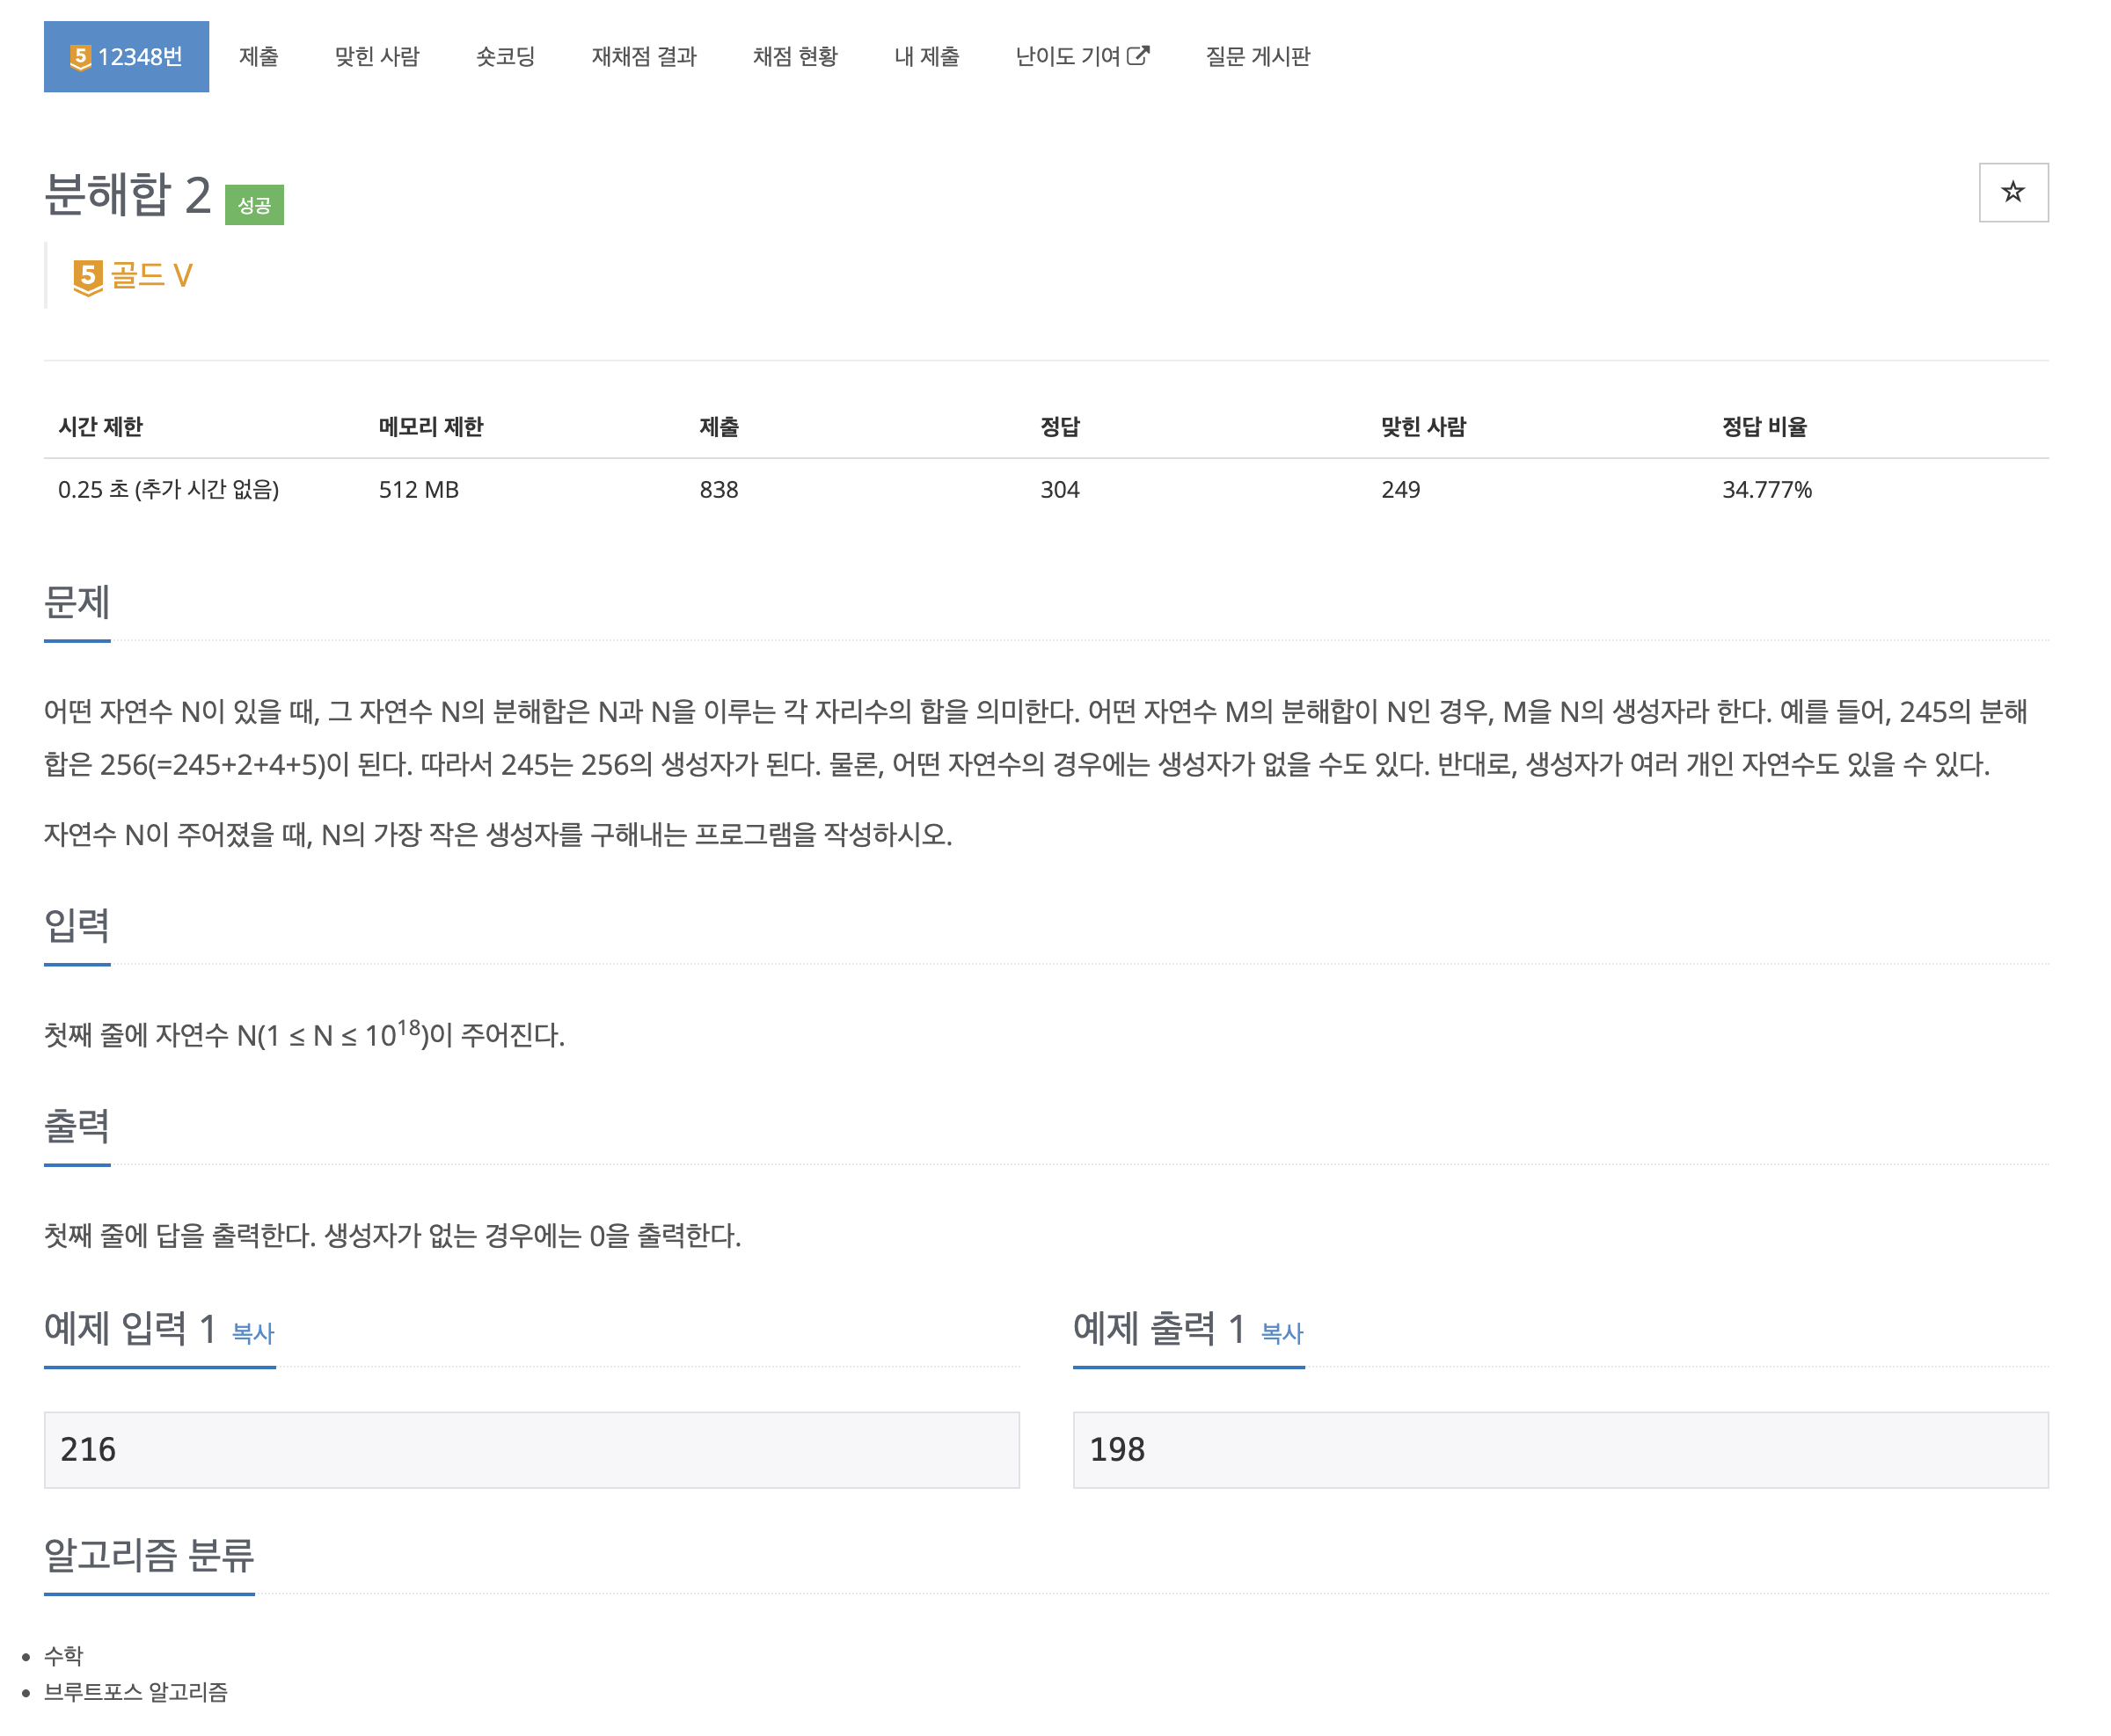 5 12348번 제출 맞힌 사람 숏코딩 재채점 결과 채점 현황 내 제출 난이도 기여 질문 게시판
분해합 2 성공
☆
5 골드 V
시간 제한 메모리 제한 제출 정답 맞힌 사람 정답 비율
0.25 초 (추가 시간 없음) 512 MB 838 304 249 34.777%
문제
어떤 자연수 N이 있을 때, 그 자연수 N의 분해합은 N과 N을 이루는 각 자리수의 합을 의미한다. 어떤 자연수 M의 분해합이 N인 경우, M을 N의 생성자라 한다. 예를 들어, 245의 분해
합은 256(=245+2+4+5)이 된다. 따라서 245는 256의 생성자가 된다. 물론, 어떤 자연수의 경우에는 생성자가 없을 수도 있다. 반대로, 생성자가 여러 개인 자연수도 있을 수 있다.
자연수 N이 주어졌을 때, N의 가장 작은 생성자를 구해내는 프로그램을 작성하시오.
입력
첫째 줄에 자연수 N(1 ≤ N ≤ 10¹⁸)이 주어진다.
출력
첫째 줄에 답을 출력한다. 생성자가 없는 경우에는 0을 출력한다.
예제 입력 1 복사 예제 출력 1 복사
216 198
알고리즘 분류
• 수학
• 브루트포스 알고리즘